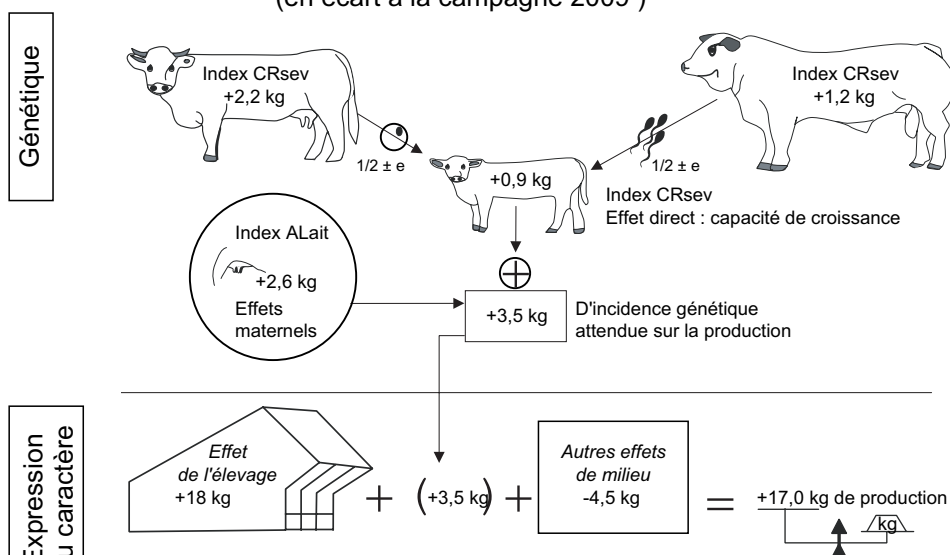 (en écart à la campagne 2009 )
Génétique
Index CRsev
+2,2 kg
Index CRsev
+1,2 kg
1/2 ± e
1/2 ± e
+0,9 kg
Index CRsev
Effet direct : capacité de croissance
Index ALait
+2,6 kg
Effets
maternels
+3,5 kg
D'incidence génétique
attendue sur la production
Expression
du caractère
Effet
de l'élevage
+18 kg
+
(+3,5 kg)
+
Autres effets
de milieu
-4,5 kg
=
+17,0 kg de production
kg